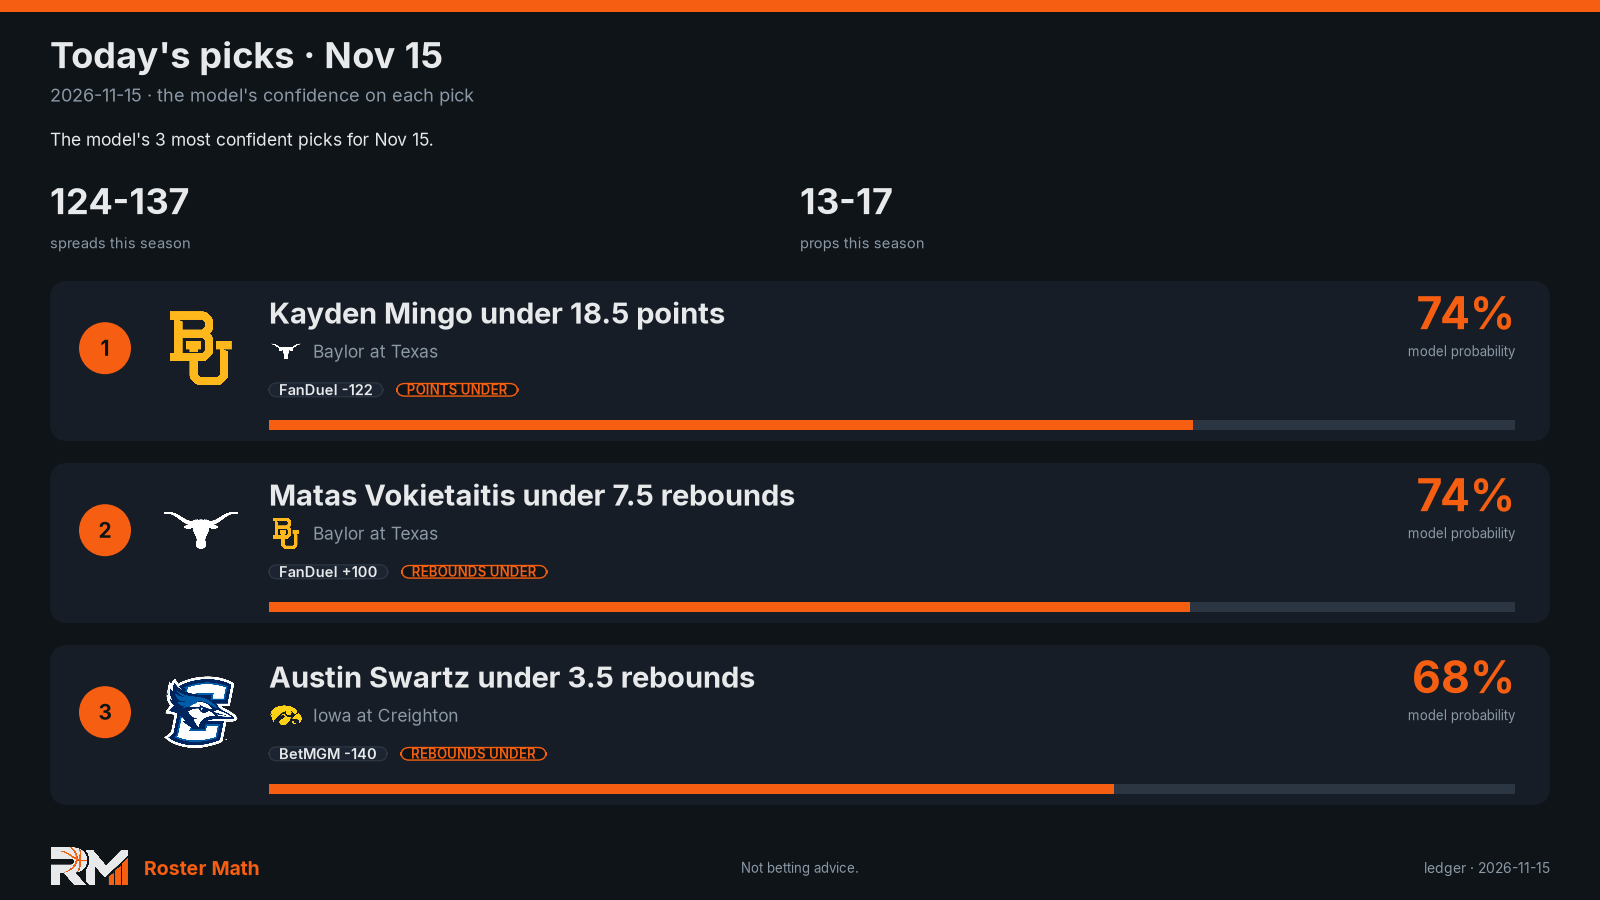 Today's picks · Nov 15
2026-11-15 · the model's confidence on each pick
The model's 3 most confident picks for Nov 15.
124-137
spreads this season
13-17
props this season
1
BU
Kayden Mingo under 18.5 points
Baylor at Texas
FanDuel -122
POINTS UNDER
74%
model probability
2
Matas Vokietaitis under 7.5 rebounds
BU
Baylor at Texas
FanDuel +100
REBOUNDS UNDER
74%
model probability
3
C
Austin Swartz under 3.5 rebounds
Iowa at Creighton
BetMGM -140
REBOUNDS UNDER
68%
model probability
RM
Roster Math
Not betting advice.
ledger · 2026-11-15